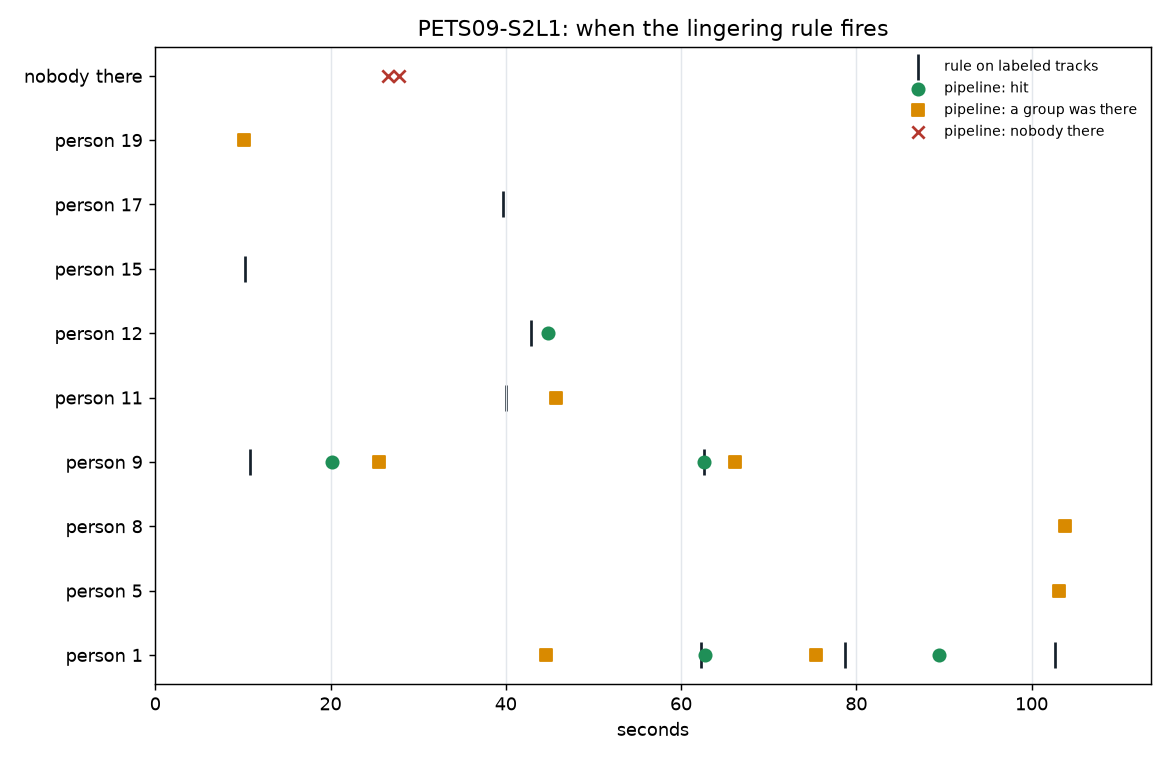 PETS09-S2L1: when the lingering rule fires
rule on labeled tracks
pipeline: hit
pipeline: a group was there
pipeline: nobody there
nobody there
person 19
person 17
person 15
person 12
person 11
person 9
person 8
person 5
person 1
0 20 40 60 80 100
seconds